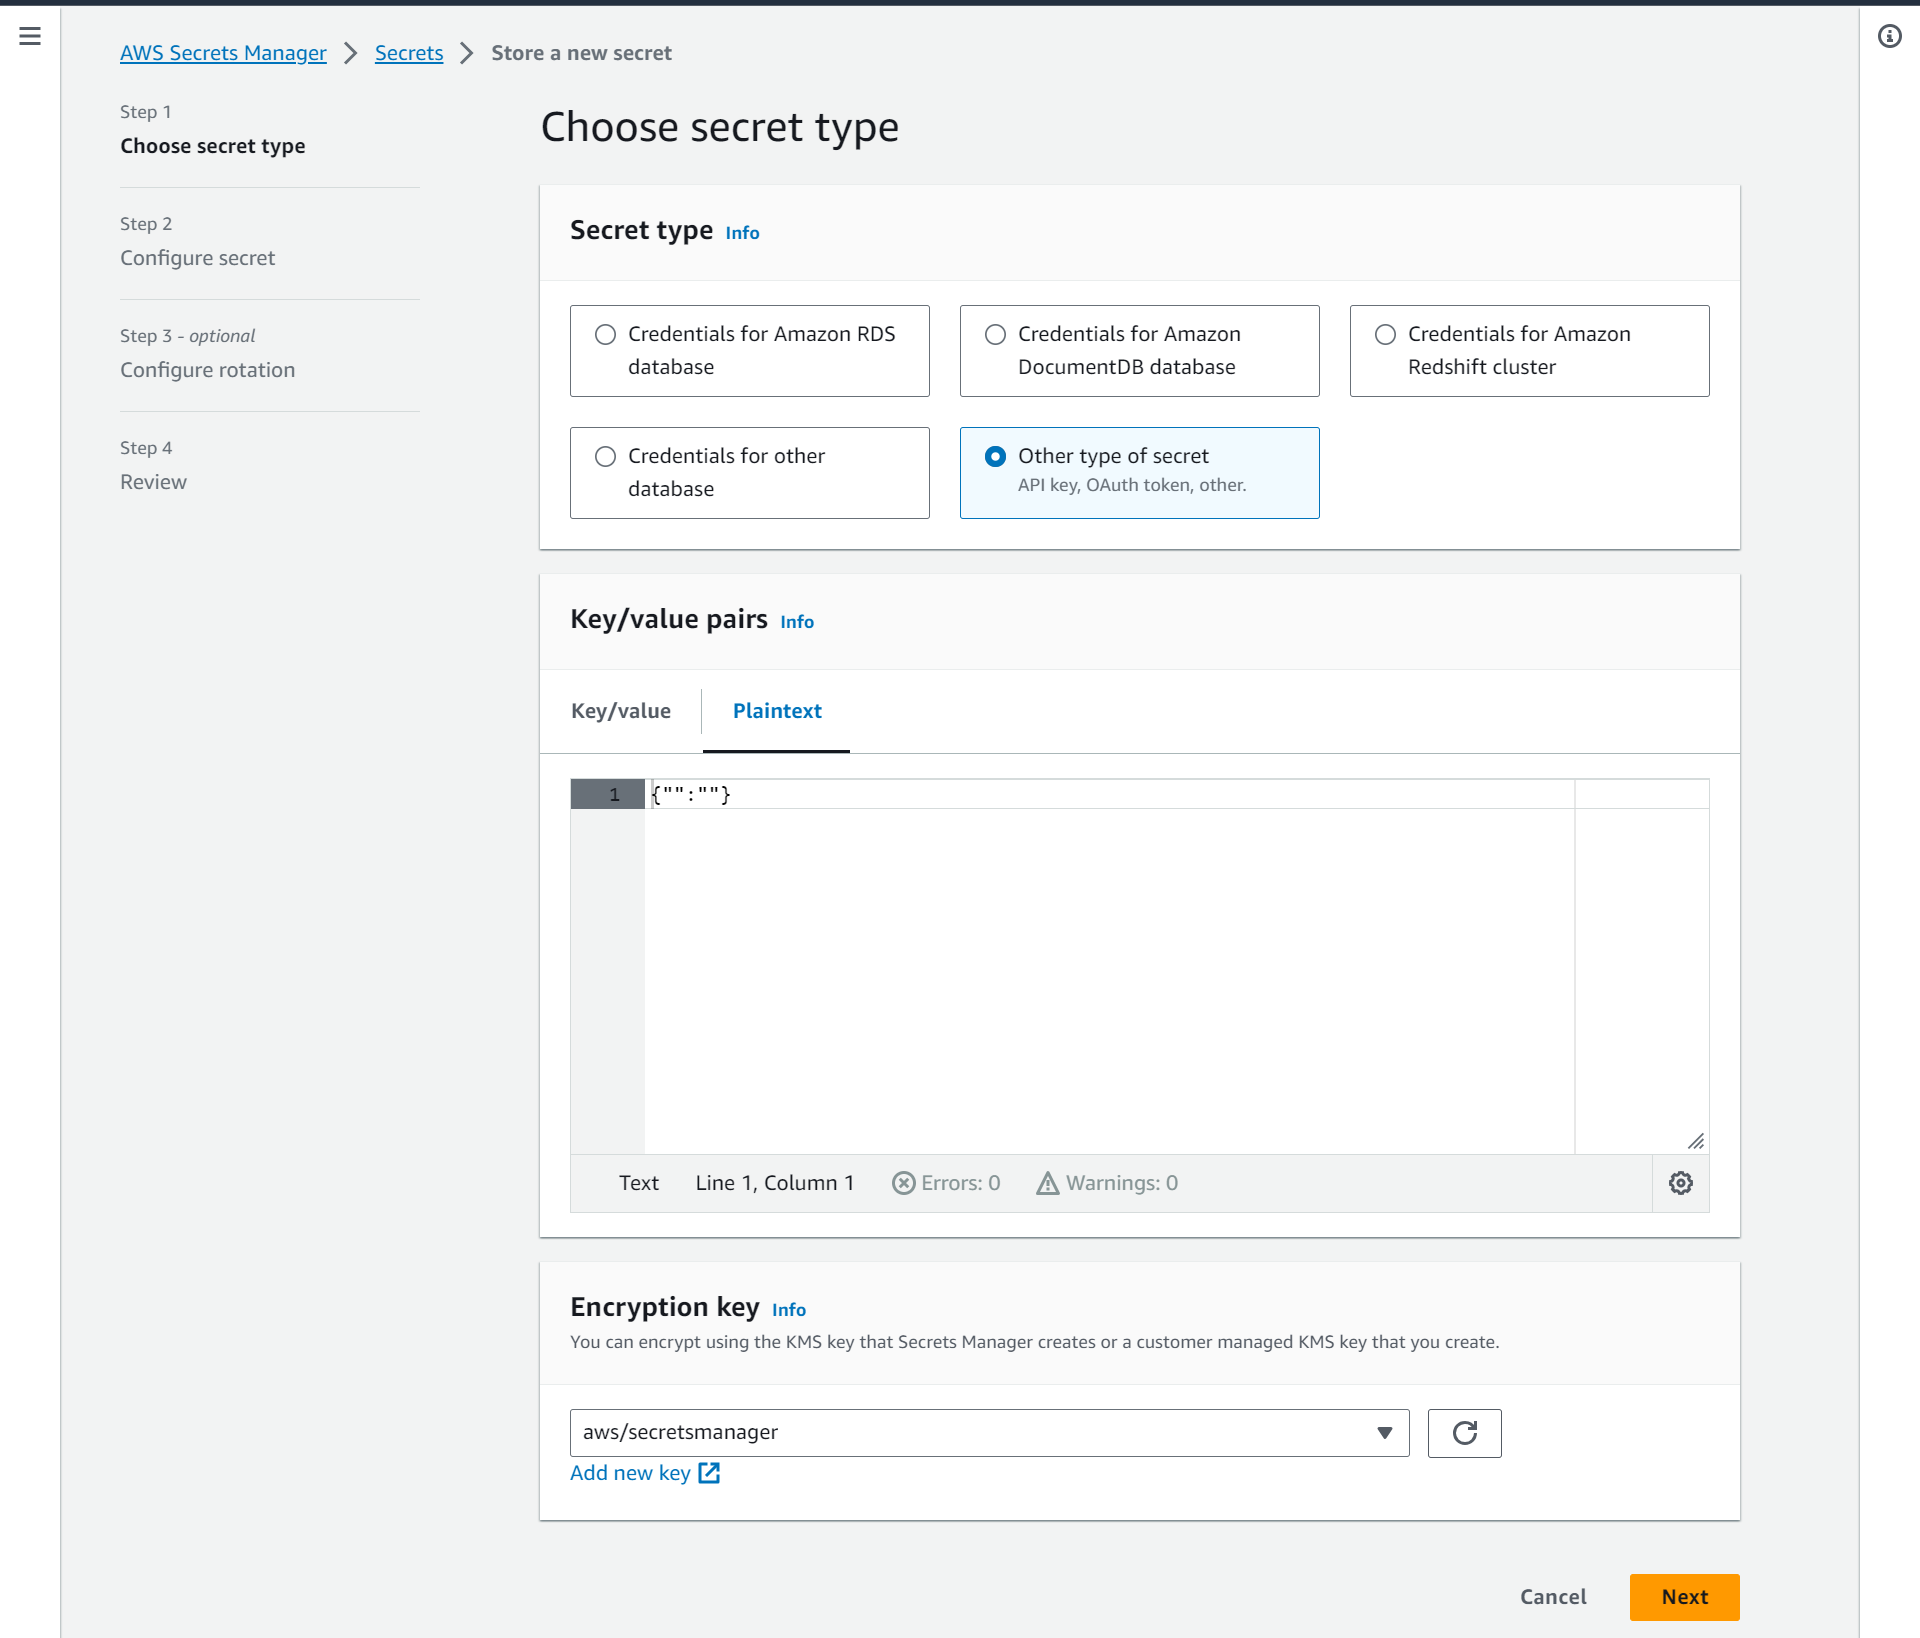 AWS Secrets Manager > Secrets > Store a new secret
Step 1
Choose secret type
Step 2
Configure secret
Step 3 - optional
Configure rotation
Step 4
Review
Choose secret type
Secret type Info
Credentials for Amazon RDS
database
Credentials for Amazon
DocumentDB database
Credentials for Amazon
Redshift cluster
Credentials for other
database
Other type of secret
API key, OAuth token, other.
Key/value pairs Info
Key/value Plaintext
1 {"":""}
Text Line 1, Column 1 Errors: 0 Warnings: 0
Encryption key Info
You can encrypt using the KMS key that Secrets Manager creates or a customer managed KMS key that you create.
aws/secretsmanager
Add new key
Cancel Next